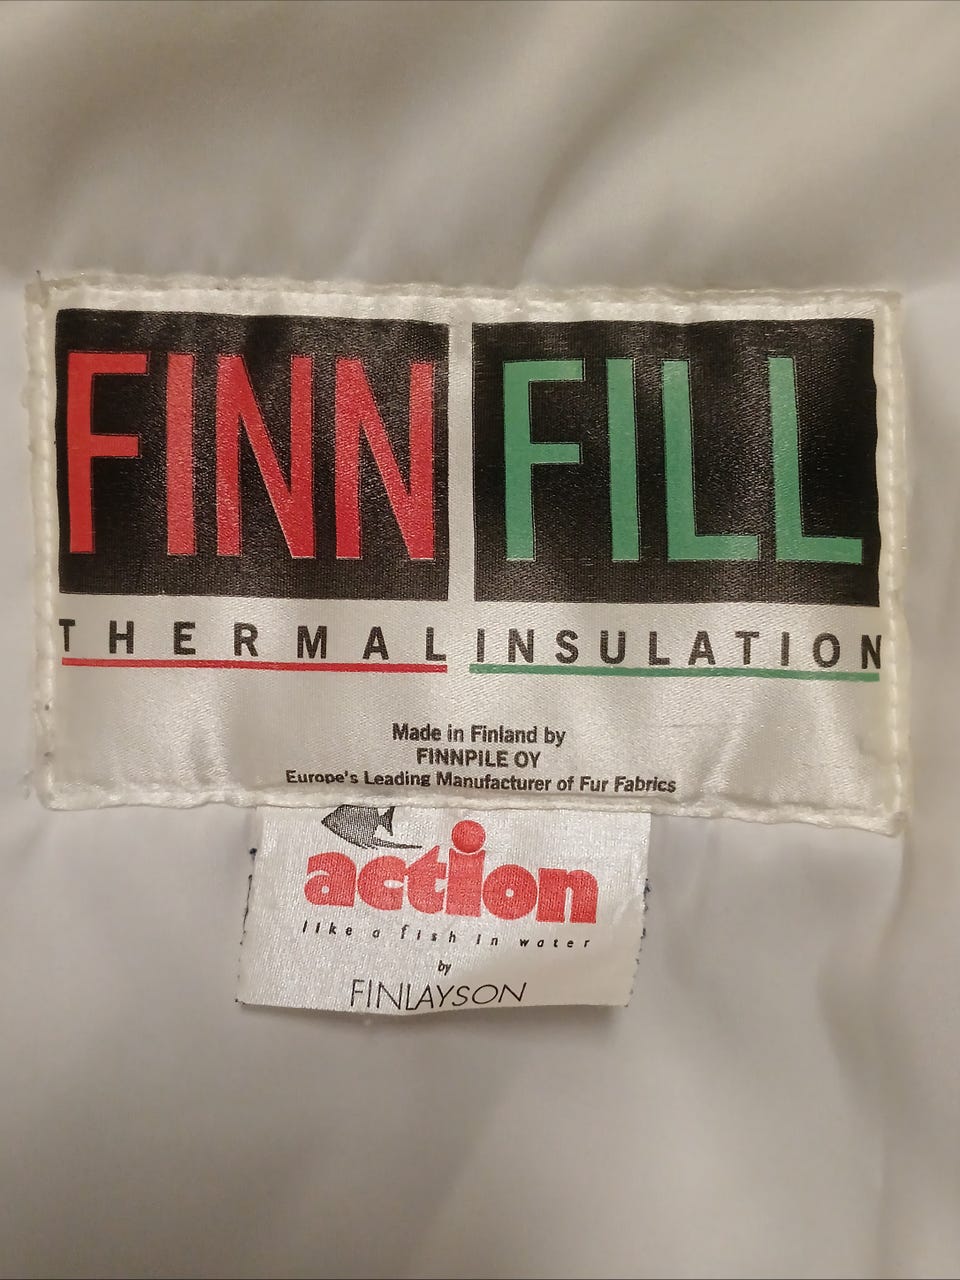 FINN FILL
THERMAL INSULATION
Made in Finland by
FINNPILE OY
Europe's Leading Manufacturer of Fur Fabrics
action
like a fish in water
by
FINLAYSON